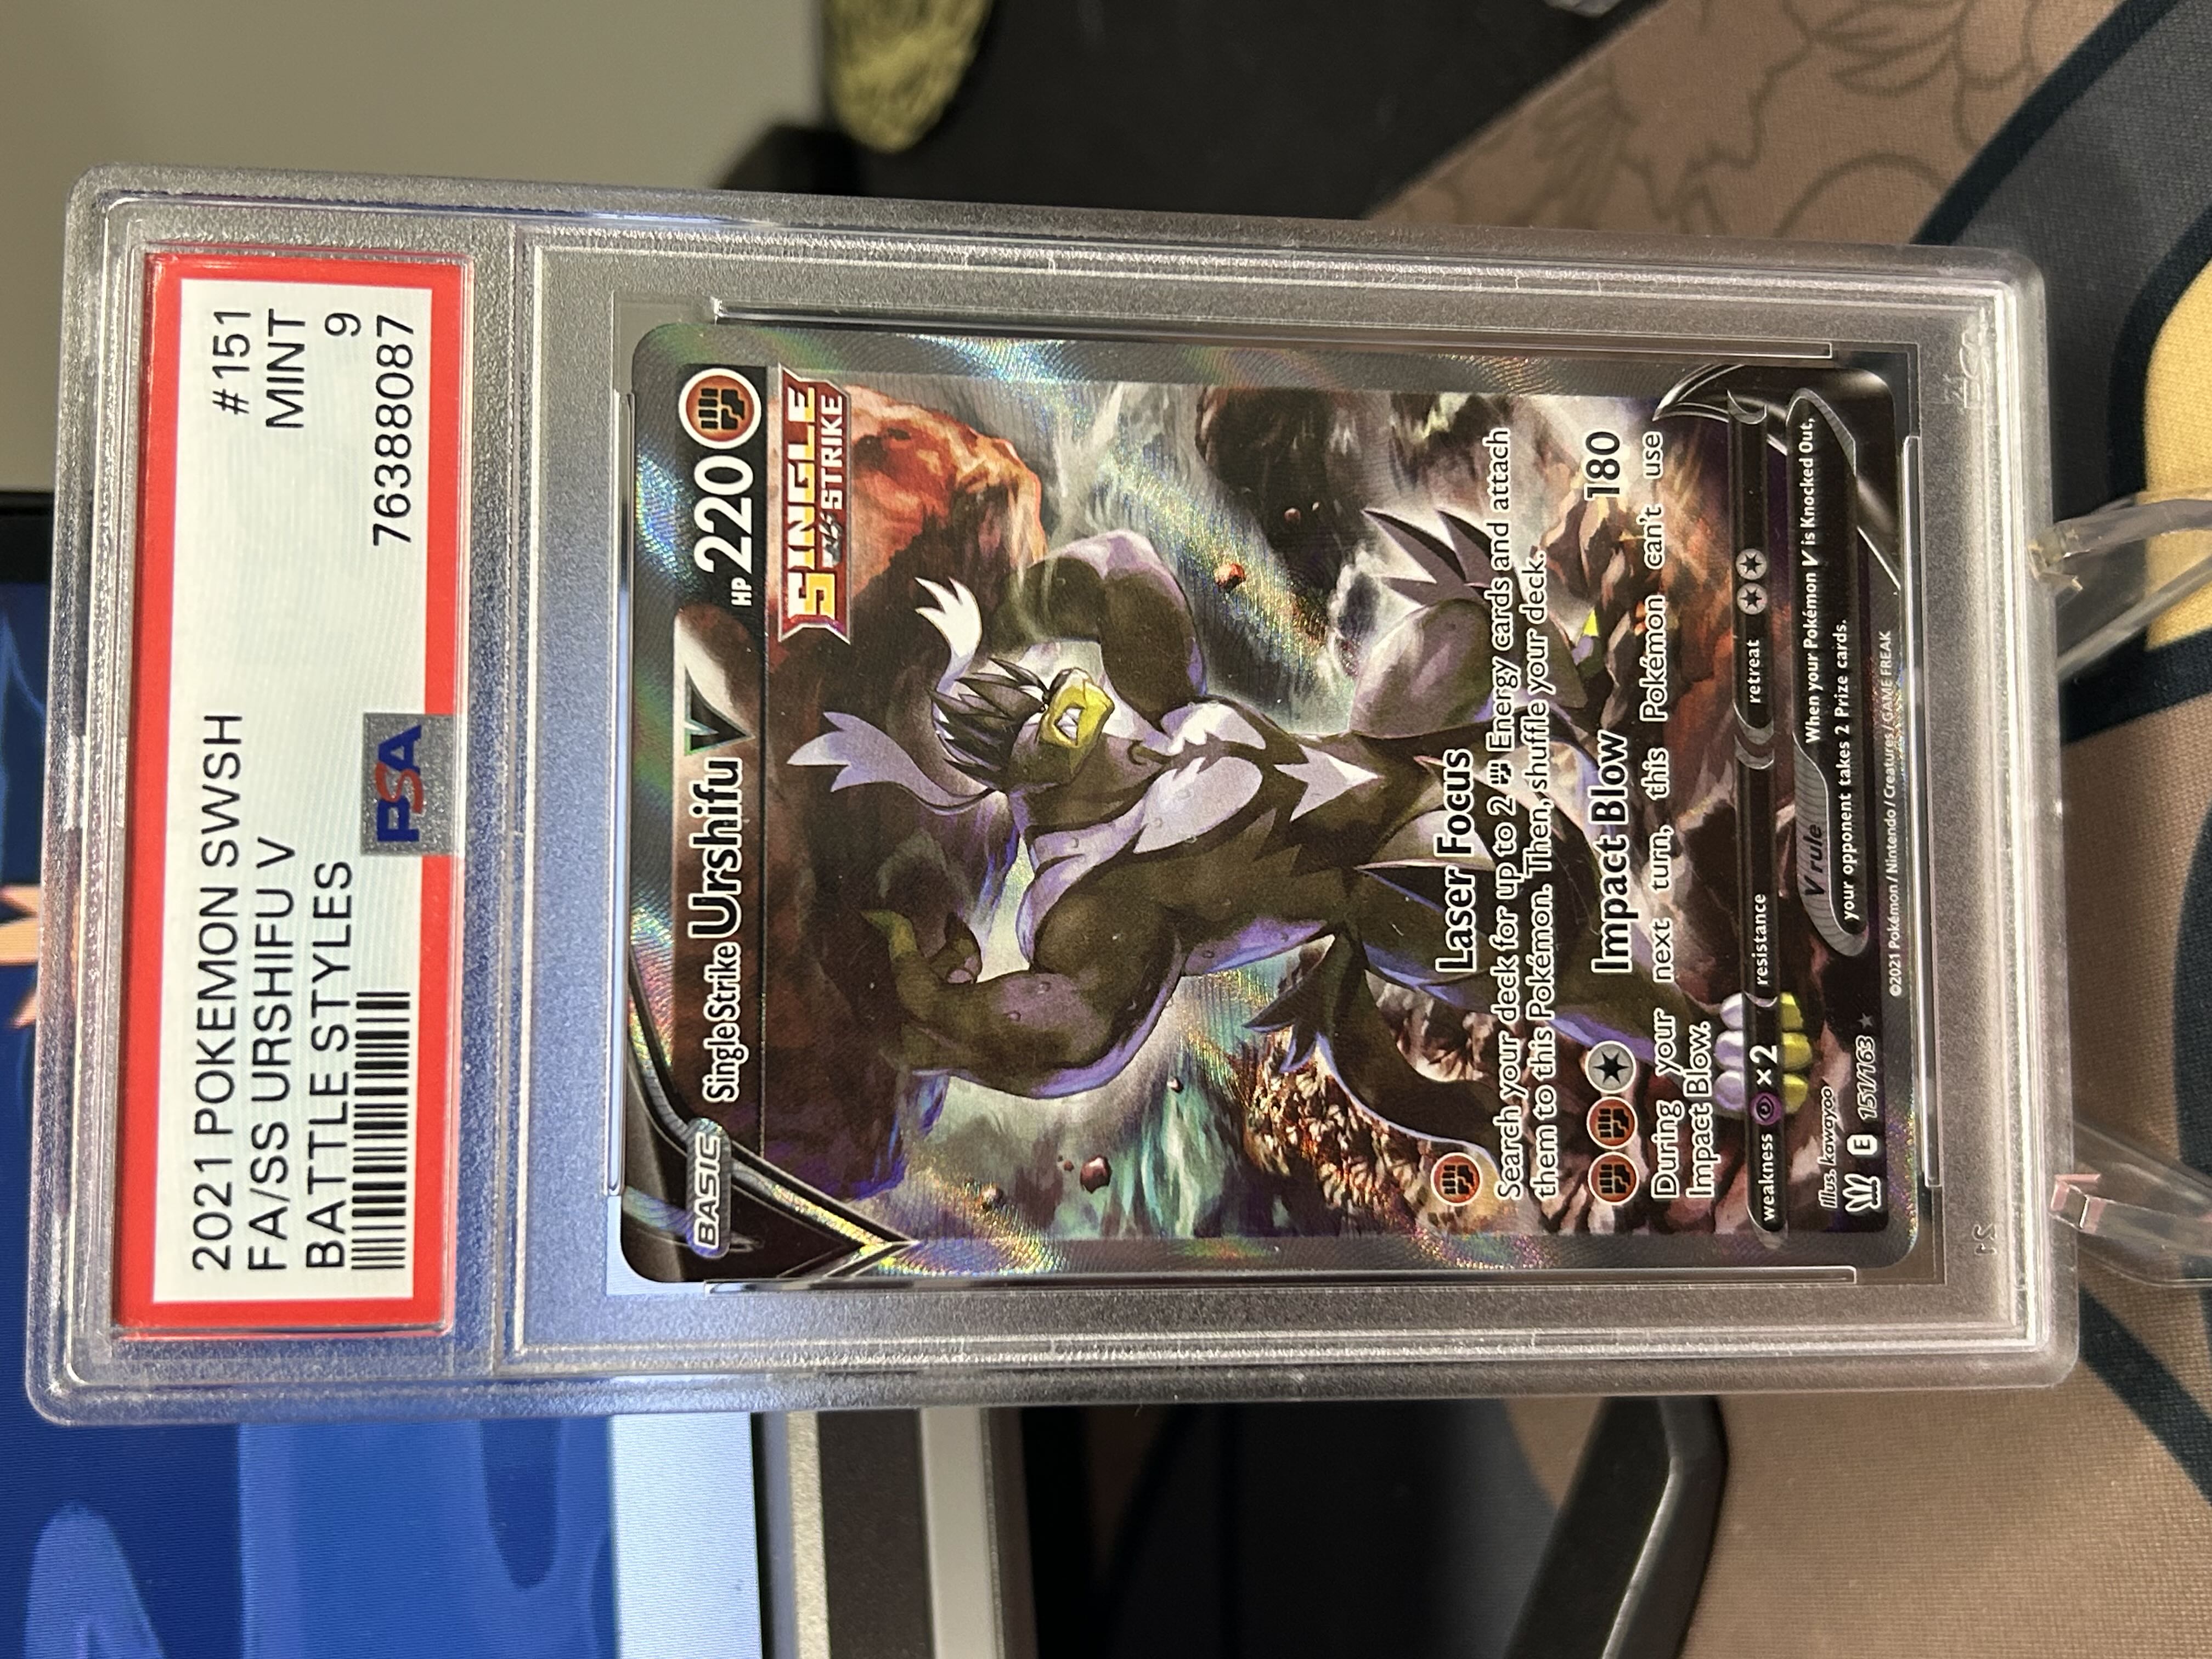 2021 POKEMON SWSH #151
FA/SS URSHIFU V MINT
BATTLE STYLES 9
76388087
PSA
BASIC
Single Strike Urshifu V HP 220
SINGLE
STRIKE
Laser Focus
Search your deck for up to 2 Energy cards and attach
them to this Pokémon. Then, shuffle your deck.
Impact Blow 180
During your next turn, this Pokémon can't use
Impact Blow.
weakness ×2 resistance retreat
V rule When your Pokémon V is Knocked Out,
your opponent takes 2 Prize cards.
Illus. kawayoo
E 151/163 ★
©2021 Pokémon / Nintendo / Creatures / GAME FREAK